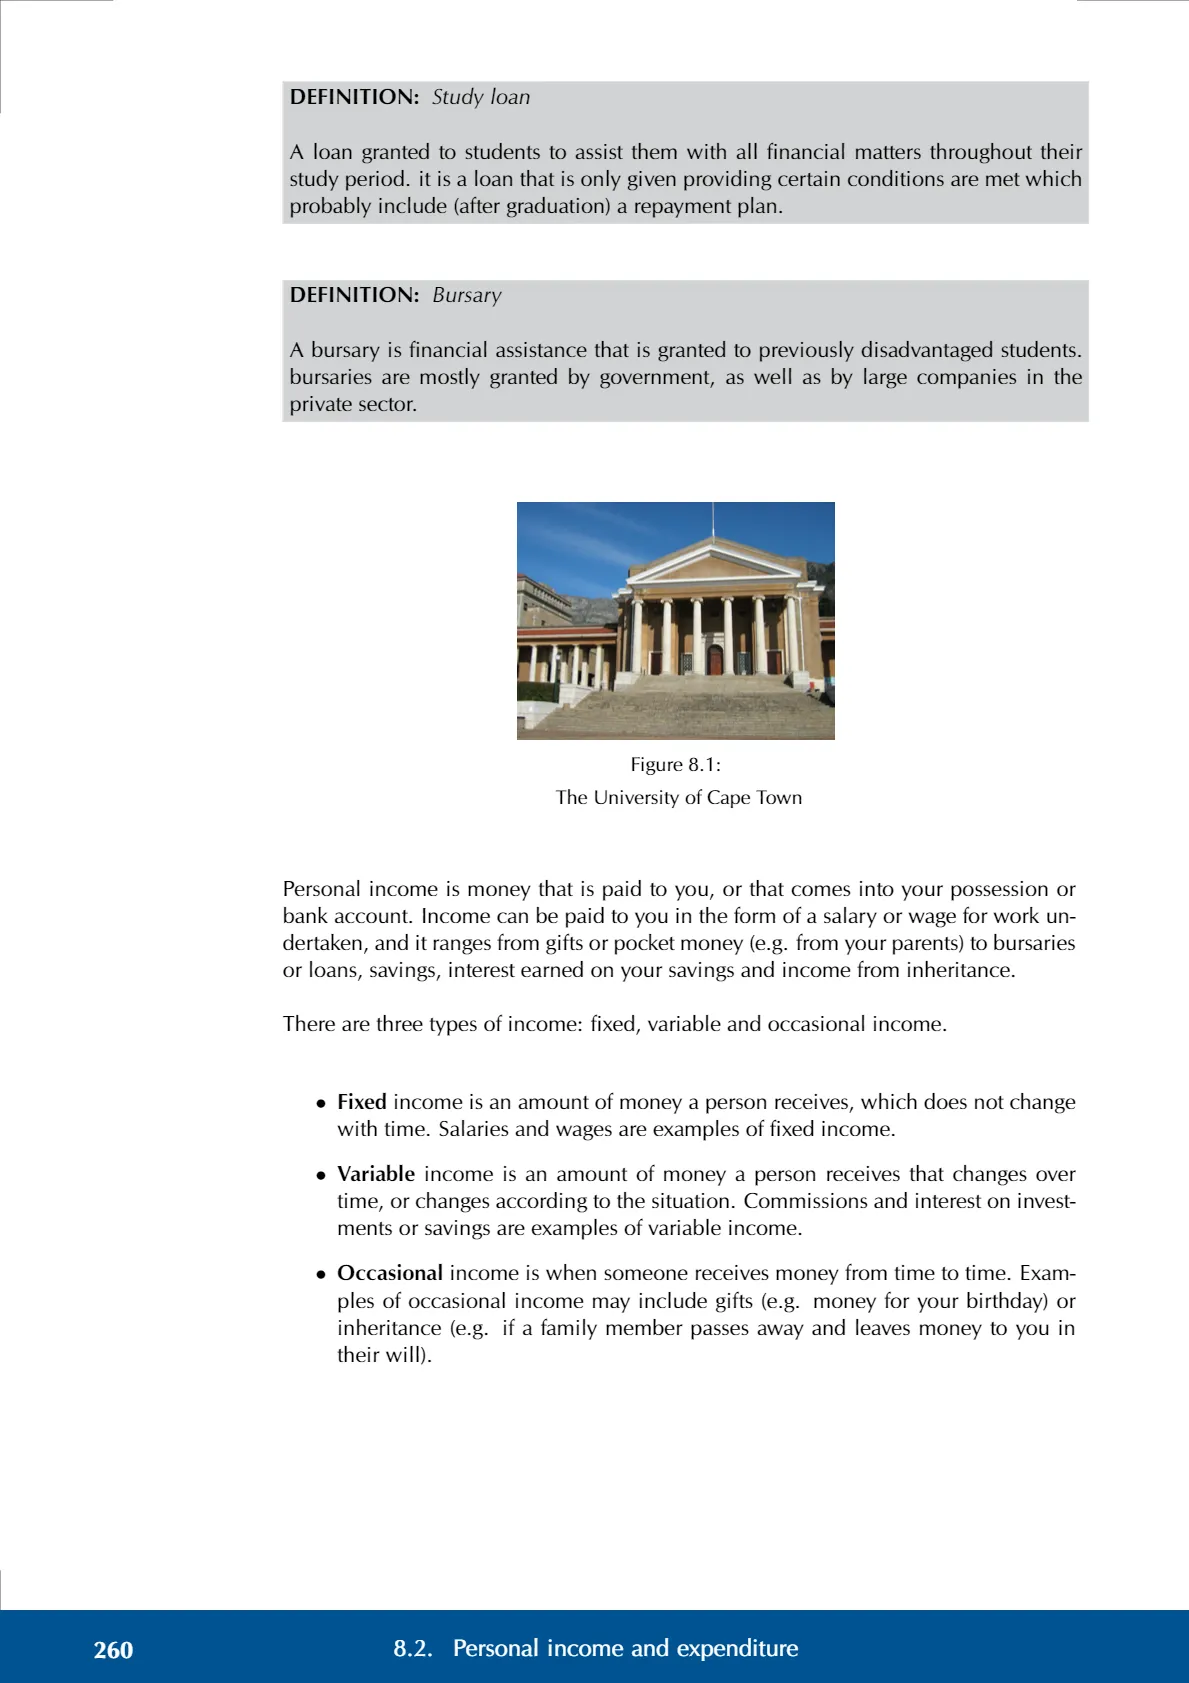 DEFINITION: Study loan
A loan granted to students to assist them with all financial matters throughout their
study period. it is a loan that is only given providing certain conditions are met which
probably include (after graduation) a repayment plan.
DEFINITION: Bursary
A bursary is financial assistance that is granted to previously disadvantaged students.
bursaries are mostly granted by government, as well as by large companies in the
private sector.
Figure 8.1:
The University of Cape Town
Personal income is money that is paid to you, or that comes into your possession or
bank account. Income can be paid to you in the form of a salary or wage for work un-
dertaken, and it ranges from gifts or pocket money (e.g. from your parents) to bursaries
or loans, savings, interest earned on your savings and income from inheritance.
There are three types of income: fixed, variable and occasional income.
• Fixed income is an amount of money a person receives, which does not change
with time. Salaries and wages are examples of fixed income.
• Variable income is an amount of money a person receives that changes over
time, or changes according to the situation. Commissions and interest on invest-
ments or savings are examples of variable income.
• Occasional income is when someone receives money from time to time. Exam-
ples of occasional income may include gifts (e.g. money for your birthday) or
inheritance (e.g. if a family member passes away and leaves money to you in
their will).
260 8.2. Personal income and expenditure